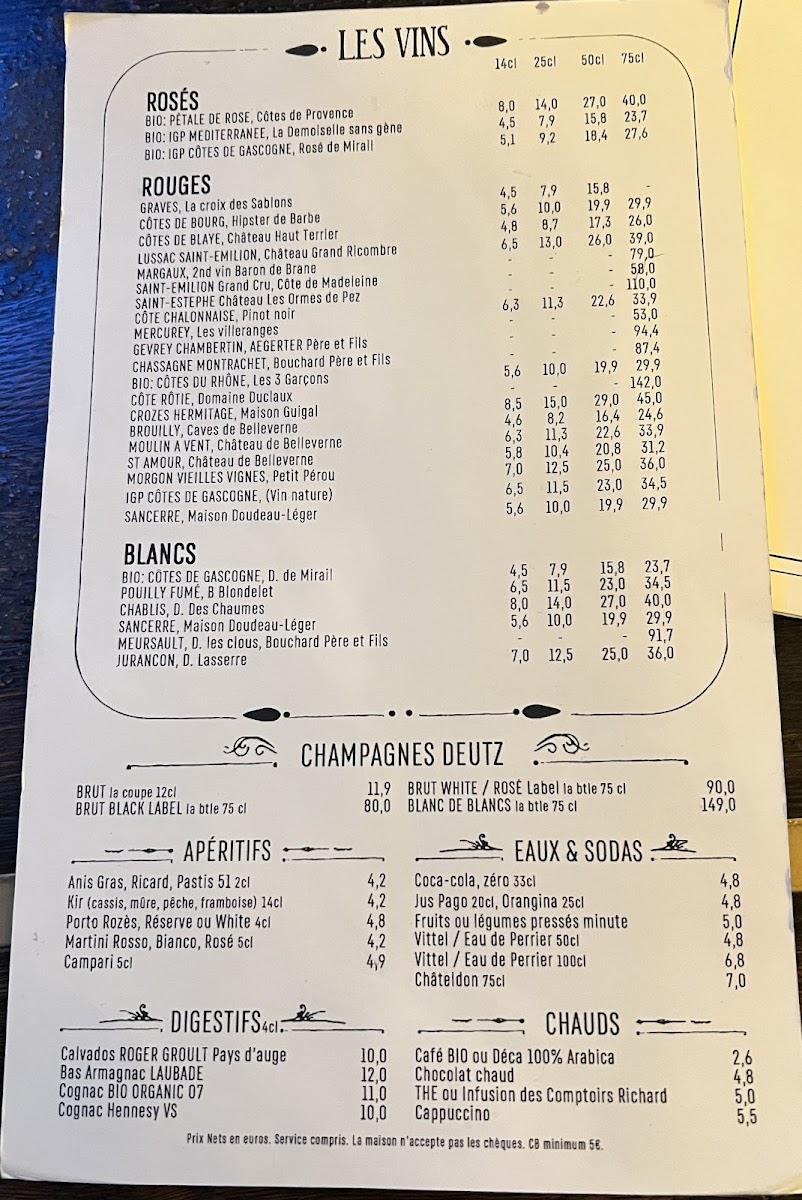 LES VINS
14cl 25cl 50cl 75cl
ROSÉS
BIO: PÉTALE DE ROSE, Côtes de Provence 8,0 14,0 27,0 40,0
BIO: IGP MEDITERRANEE, La Demoiselle sans gène 4,5 7,9 15,8 23,7
BIO: IGP CÔTES DE GASCOGNE, Rosé de Mirail 5,1 9,2 18,4 27,6
ROUGES
GRAVES, La croix des Sablons 4,5 7,9 15,8 -
CÔTES DE BOURG, Hipster de Barbe 5,6 10,0 19,9 29,9
CÔTES DE BLAYE, Château Haut Terrier 4,8 8,7 17,3 26,0
LUSSAC SAINT-EMILION, Château Grand Ricombre 6,5 13,0 26,0 39,0
MARGAUX, 2nd vin Baron de Brane - - - 79,0
SAINT-EMILION Grand Cru, Côte de Madeleine - - - 58,0
SAINT-ESTEPHE Château Les Ormes de Pez - - - 110,0
CÔTE CHALONNAISE, Pinot noir 6,3 11,3 22,6 33,9
MERCUREY, Les villeranges - - - 53,0
GEVREY CHAMBERTIN, AEGERTER Père et Fils - - - 94,4
CHASSAGNE MONTRACHET, Bouchard Père et Fils - - - 87,4
BIO: CÔTES DU RHÔNE, Les 3 Garçons 5,6 10,0 19,9 29,9
CÔTE RÔTIE, Domaine Duclaux - - - 142,0
CROZES HERMITAGE, Maison Guigal 8,5 15,0 29,0 45,0
BROUILLY, Caves de Belleverne 4,6 8,2 16,4 24,6
MOULIN A VENT, Château de Belleverne 6,3 11,3 22,6 33,9
ST AMOUR, Château de Belleverne 5,8 10,4 20,8 31,2
MORGON VIEILLES VIGNES, Petit Pérou 7,0 12,5 25,0 36,0
IGP CÔTES DE GASCOGNE, (Vin nature) 6,5 11,5 23,0 34,5
SANCERRE, Maison Doudeau-Léger 5,6 10,0 19,9 29,9
BLANCS
BIO: CÔTES DE GASCOGNE, D. de Mirail 4,5 7,9 15,8 23,7
POUILLY FUMÉ, B Blondelet 6,5 11,5 23,0 34,5
CHABLIS, D. Des Chaumes 8,0 14,0 27,0 40,0
SANCERRE, Maison Doudeau-Léger 5,6 10,0 19,9 29,9
MEURSAULT, D. les clous, Bouchard Père et Fils - - - 91,7
JURANCON, D. Lasserre 7,0 12,5 25,0 36,0
CHAMPAGNES DEUTZ
BRUT la coupe 12cl 11,9
BRUT BLACK LABEL la btle 75 cl 80,0
BRUT WHITE / ROSÉ Label la btle 75 cl 90,0
BLANC DE BLANCS la btle 75 cl 149,0
APÉRITIFS
Anis Gras, Ricard, Pastis 51 2cl 4,2
Kir (cassis, mûre, pêche, framboise) 14cl 4,2
Porto Rozès, Réserve ou White 4cl 4,8
Martini Rosso, Bianco, Rosé 5cl 4,2
Campari 5cl 4,9
EAUX & SODAS
Coca-cola, zéro 33cl 4,8
Jus Pago 20cl, Orangina 25cl 4,8
Fruits ou légumes pressés minute 5,0
Vittel / Eau de Perrier 50cl 4,8
Vittel / Eau de Perrier 100cl 6,8
Châteldon 75cl 7,0
DIGESTIFS 4cl.
Calvados ROGER GROULT Pays d'auge 10,0
Bas Armagnac LAUBADE 12,0
Cognac BIO ORGANIC 07 11,0
Cognac Hennesy VS 10,0
CHAUDS
Café BIO ou Déca 100% Arabica 2,6
Chocolat chaud 4,8
THE ou Infusion des Comptoirs Richard 5,0
Cappuccino 5,5
Prix Nets en euros. Service compris. La maison n'accepte pas les chèques. CB minimum 5€.